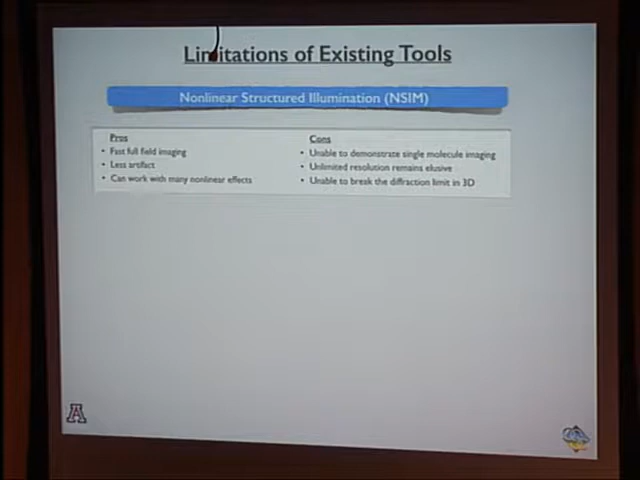 Limitations of Existing Tools
Nonlinear Structured Illumination (NSIM)
Pros
• Fast full field imaging
• Less artifact
• Can work with many nonlinear effects
Cons
• Unable to demonstrate single molecule imaging
• Unlimited resolution remains elusive
• Unable to break the diffraction limit in 3D
A